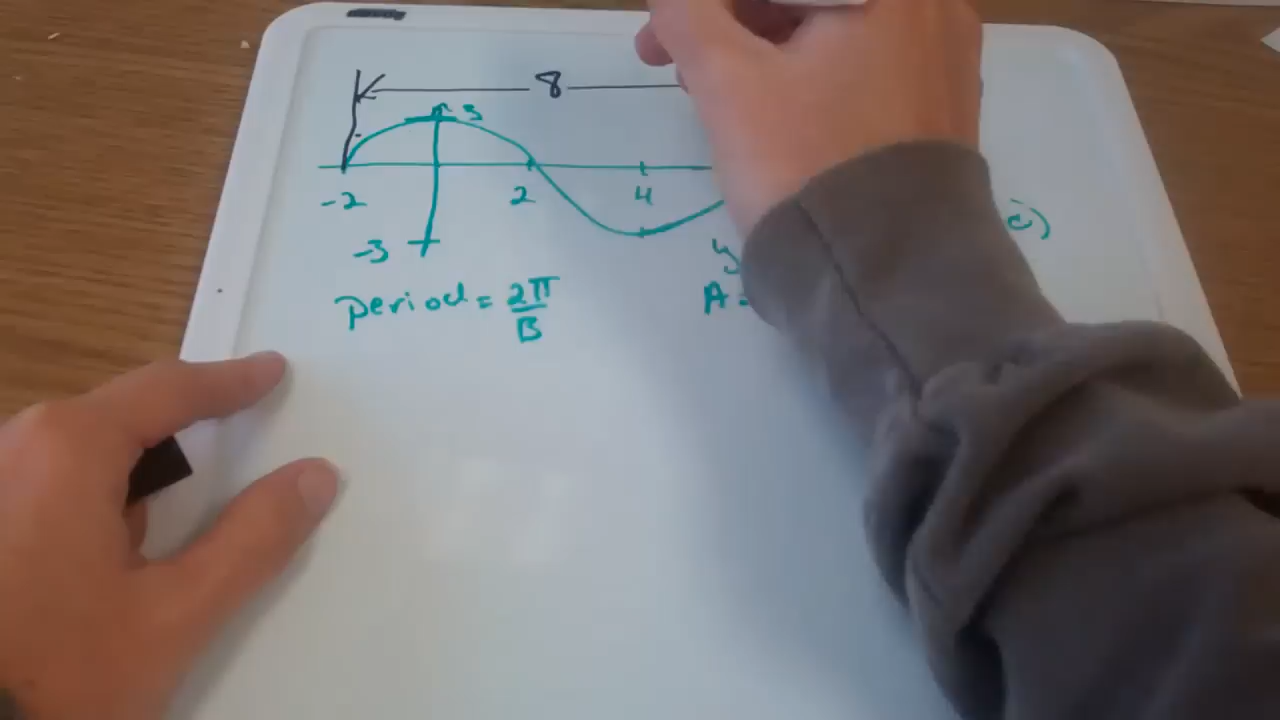 8
3
-2 2 4
-3
y c)
period = 2π/B
A =